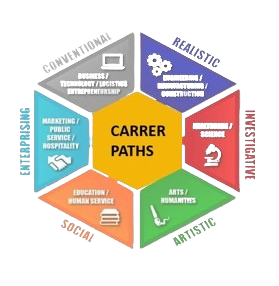 CONVENTIONAL
REALISTIC
BUSINESS /
TECHNOLOGY / LOGISTICS
ENTREPRENEURSHIP
ENGINEERING /
MANUFACTURING /
CONSTRUCTION
ENTERPRISING
MARKETING /
PUBLIC
SERVICE /
HOSPITALITY
CARRER
PATHS
SCIENCE
INVESTIGATIVE
EDUCATION /
HUMAN SERVICE
ARTS /
HUMANITIES
SOCIAL
ARTISTIC